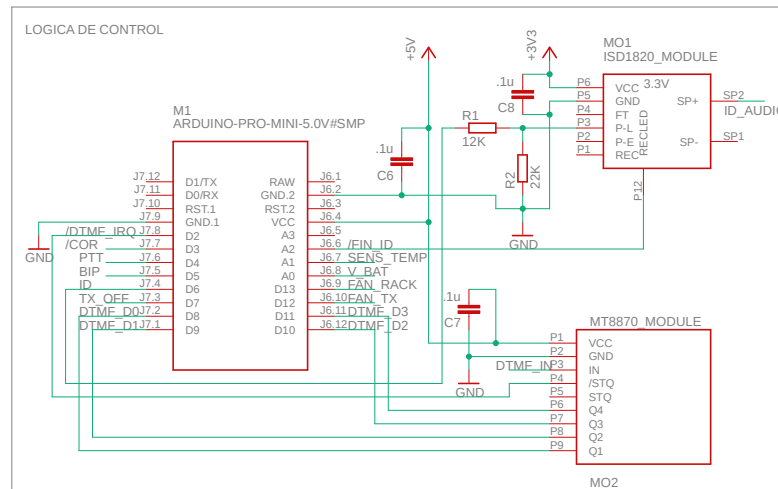 LOGICA DE CONTROL
+5V
+3V3
MO1
ISD1820_MODULE
3.3V
P6 VCC
P5 GND
P4 FT
P3 P-L
P2 P-E
P1 REC
RECLED
P12
SP+ SP2
ID_AUDIO
SP- SP1
.1u
C8
R1
12K
R2
22K
GND
.1u
C6
M1
ARDUINO-PRO-MINI-5.0V#SMP
J7.12 D1/TX RAW J6.1
J7.11 D0/RX GND.2 J6.2
J7.10 RST.1 RST.2 J6.3
J7.9 GND.1 VCC J6.4
/DTMF_IRQ J7.8 D2 A3 J6.5
/COR J7.7 D3 A2 J6.6 /FIN_ID
PTT J7.6 D4 A1 J6.7 SENS_TEMP
BIP J7.5 D5 A0 J6.8 V_BAT
ID J7.4 D6 D13 J6.9 FAN_RACK
TX_OFF J7.3 D7 D12 J6.10 FAN_TX
DTMF_D0 J7.2 D8 D11 J6.11 DTMF_D3
DTMF_D1 J7.1 D9 D10 J6.12 DTMF_D2
GND
.1u
C7
GND
MT8870_MODULE
P1 VCC
P2 GND
DTMF_IN P3 IN
P4 /STQ
P5 STQ
P6 Q4
P7 Q3
P8 Q2
P9 Q1
MO2